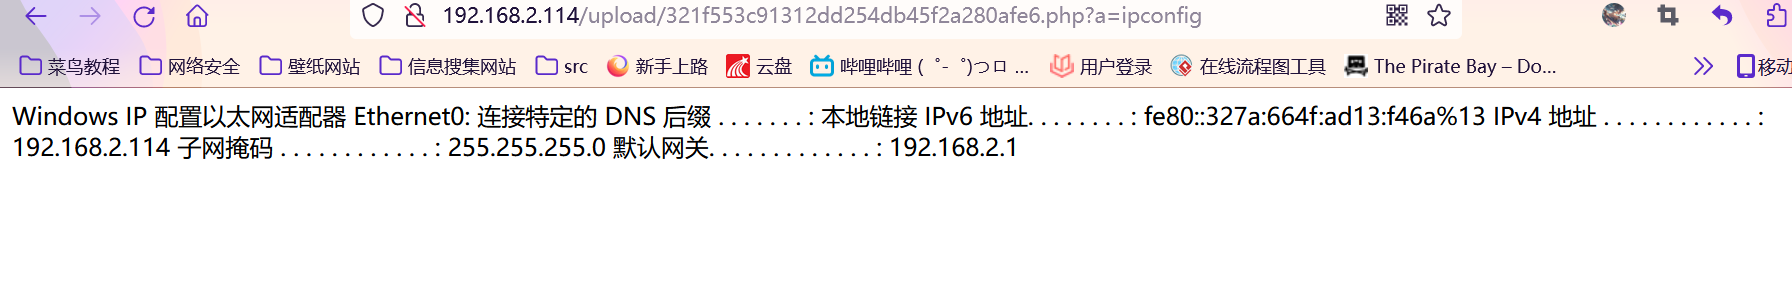 192.168.2.114/upload/321f553c91312dd254db45f2a280afe6.php?a=ipconfig
菜鸟教程 网络安全 壁纸网站 信息搜集网站 src 新手上路 云盘 哔哩哔哩 ( ゜- ゜)つロ ... 用户登录 在线流程图工具 The Pirate Bay – Do... 移动
Windows IP 配置以太网适配器 Ethernet0: 连接特定的 DNS 后缀 . . . . . . . : 本地链接 IPv6 地址. . . . . . . . : fe80::327a:664f:ad13:f46a%13 IPv4 地址 . . . . . . . . . . . . :
192.168.2.114 子网掩码 . . . . . . . . . . . . : 255.255.255.0 默认网关. . . . . . . . . . . . . : 192.168.2.1